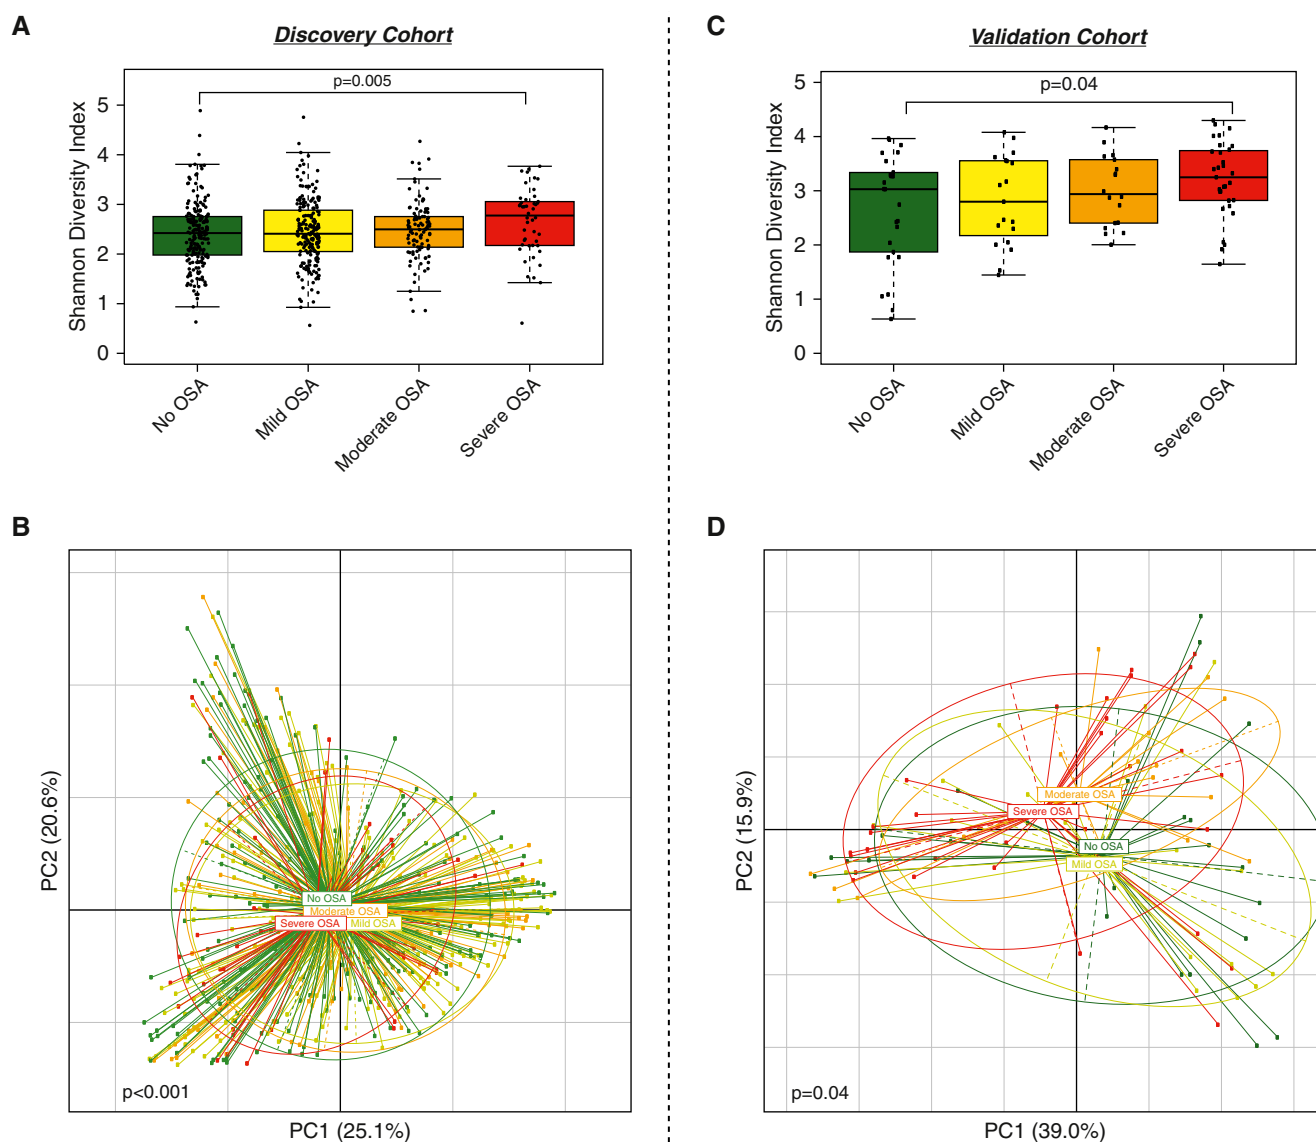 A
Discovery Cohort
p=0.005
Shannon Diversity Index
5
4
3
2
1
0
No OSA
Mild OSA
Moderate OSA
Severe OSA
C
Validation Cohort
p=0.04
Shannon Diversity Index
5
4
3
2
1
0
No OSA
Mild OSA
Moderate OSA
Severe OSA
B
PC2 (20.6%)
No OSA
Moderate OSA
Severe OSA
Mild OSA
p<0.001
PC1 (25.1%)
D
PC2 (15.9%)
Moderate OSA
Severe OSA
No OSA
Mild OSA
p=0.04
PC1 (39.0%)